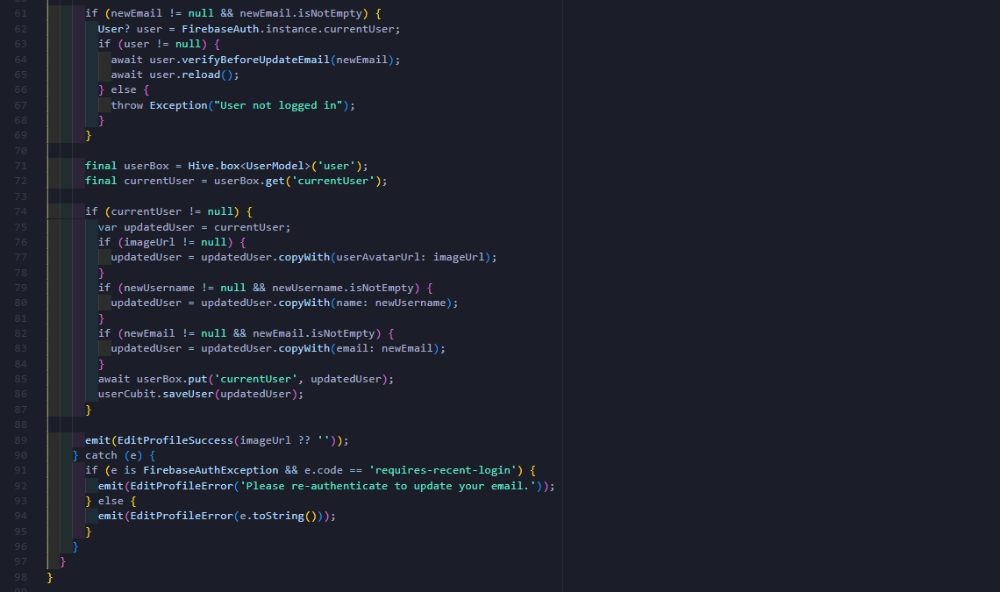 61 if (newEmail != null && newEmail.isNotEmpty) {
62 User? user = FirebaseAuth.instance.currentUser;
63 if (user != null) {
64 await user.verifyBeforeUpdateEmail(newEmail);
65 await user.reload();
66 } else {
67 throw Exception("User not logged in");
68 }
69 }
70
71 final userBox = Hive.box<UserModel>('user');
72 final currentUser = userBox.get('currentUser');
73
74 if (currentUser != null) {
75 var updatedUser = currentUser;
76 if (imageUrl != null) {
77 updatedUser = updatedUser.copyWith(userAvatarUrl: imageUrl);
78 }
79 if (newUsername != null && newUsername.isNotEmpty) {
80 updatedUser = updatedUser.copyWith(name: newUsername);
81 }
82 if (newEmail != null && newEmail.isNotEmpty) {
83 updatedUser = updatedUser.copyWith(email: newEmail);
84 }
85 await userBox.put('currentUser', updatedUser);
86 userCubit.saveUser(updatedUser);
87 }
88
89 emit(EditProfileSuccess(imageUrl ?? ''));
90 } catch (e) {
91 if (e is FirebaseAuthException && e.code == 'requires-recent-login') {
92 emit(EditProfileError('Please re-authenticate to update your email.'));
93 } else {
94 emit(EditProfileError(e.toString()));
95 }
96 }
97 }
98 }